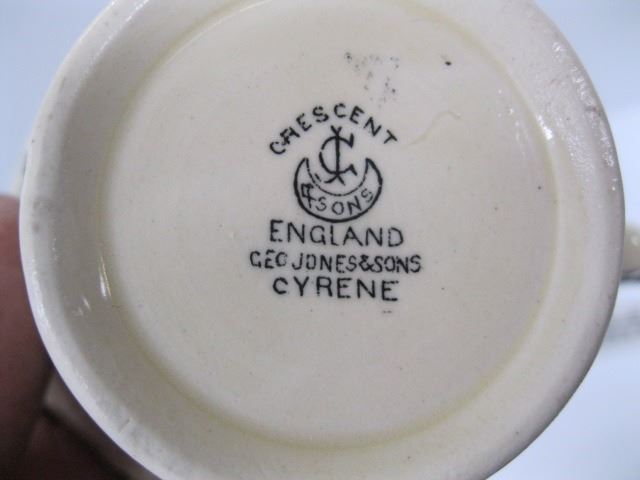 CRESCENT
GJ
& SONS
ENGLAND
GEO JONES & SONS
CYRENE